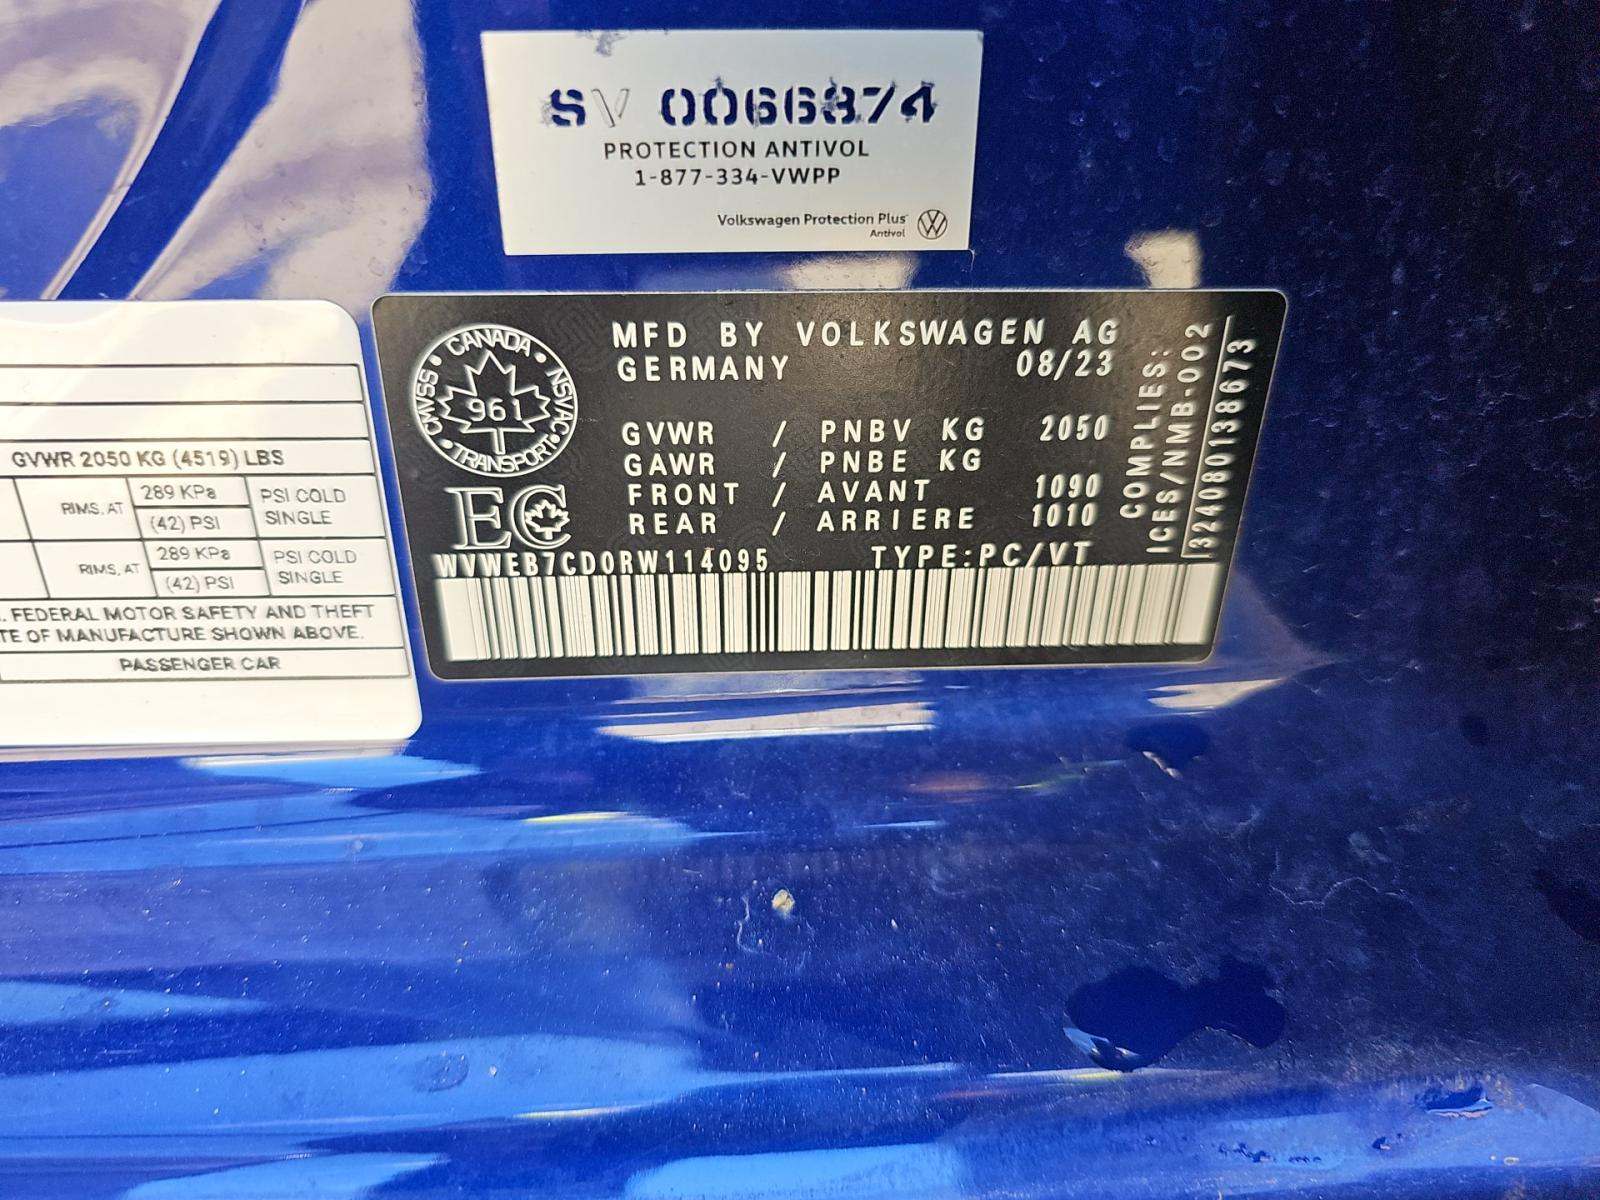 SV 0066874
PROTECTION ANTIVOL
1-877-334-VWPP
Volkswagen Protection Plus
Antivol
GVWR 2050 KG (4519) LBS
RIMS, AT 289 KPa PSI COLD
(42) PSI SINGLE
RIMS, AT 289 KPa PSI COLD
(42) PSI SINGLE
. FEDERAL MOTOR SAFETY AND THEFT
TE OF MANUFACTURE SHOWN ABOVE.
PASSENGER CAR
CANADA
CMVSS NSVAC
961
TRANSPORT
EC
MFD BY VOLKSWAGEN AG
GERMANY 08/23
GVWR / PNBV KG 2050
GAWR / PNBE KG
FRONT / AVANT 1090
REAR / ARRIERE 1010
WVWEB7CD0RW114095 TYPE:PC/VT
COMPLIES:
ICES/NMB-002
32408013​8673